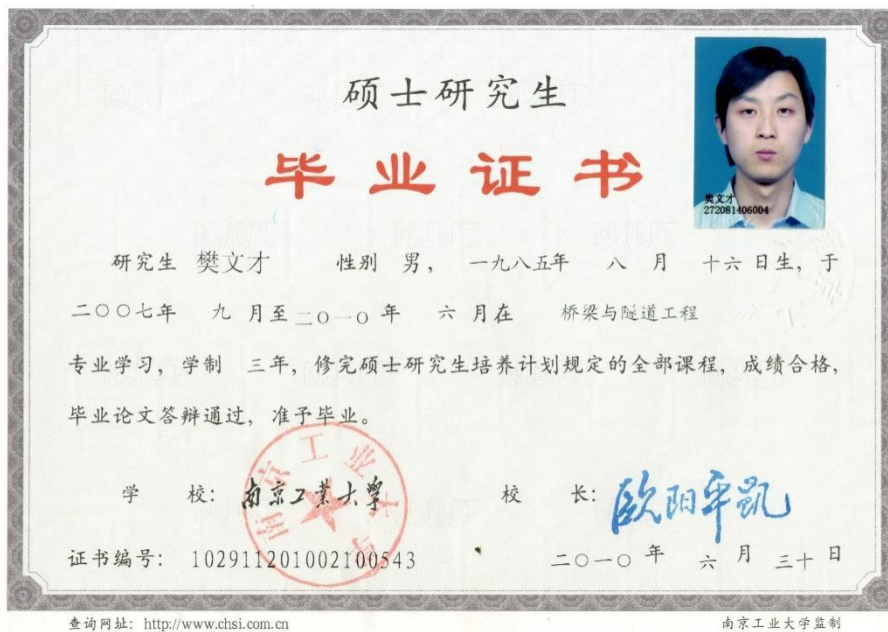 硕士研究生
毕业证书
樊文才
272081406004
研究生 樊文才 性别 男， 一九八五年 八 月 十六 日生，于
二〇〇七年 九 月至二〇一〇 年 六 月在 桥梁与隧道工程
专业学习，学制 三年，修完硕士研究生培养计划规定的全部课程，成绩合格，
毕业论文答辩通过，准予毕业。
南京工业大学
学 校：南京工业大学 校 长：欧阳平凯
证书编号：102911201002100543 二〇一〇 年 六 月 三十 日
查询网址：http://www.chsi.com.cn 南京工业大学监制